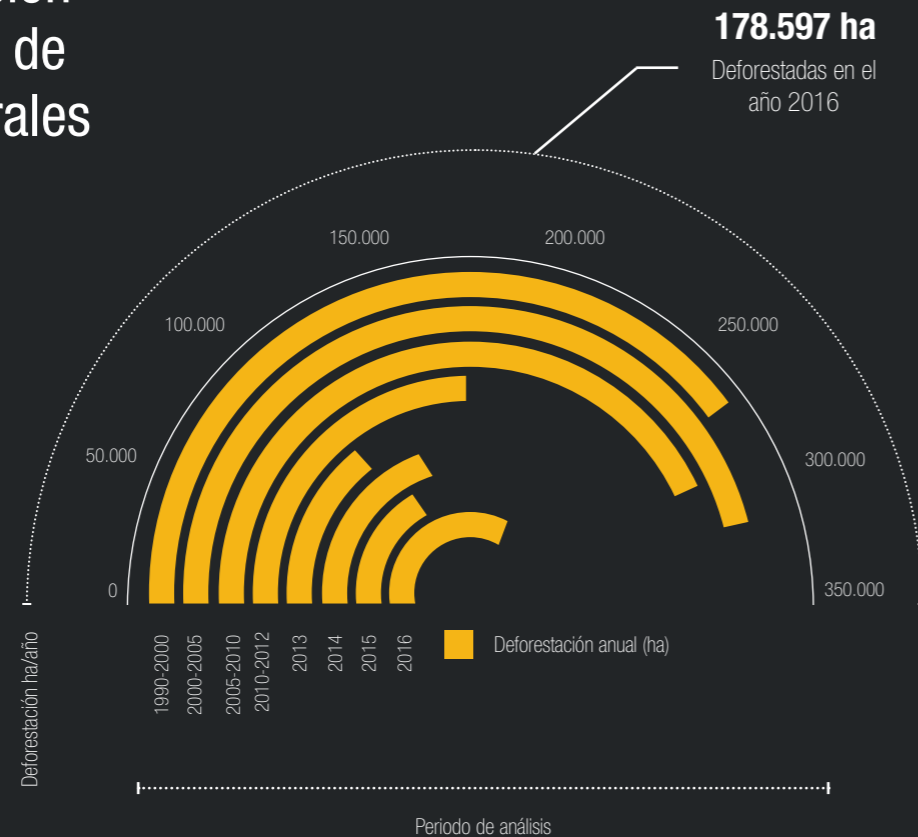 de
178.597 ha
Deforestadas en el
año 2016
0
50.000
100.000
150.000
200.000
250.000
300.000
350.000
Deforestación ha/año
1990-2000
2000-2005
2005-2010
2010-2012
2013
2014
2015
2016
Deforestación anual (ha)
Periodo de análisis